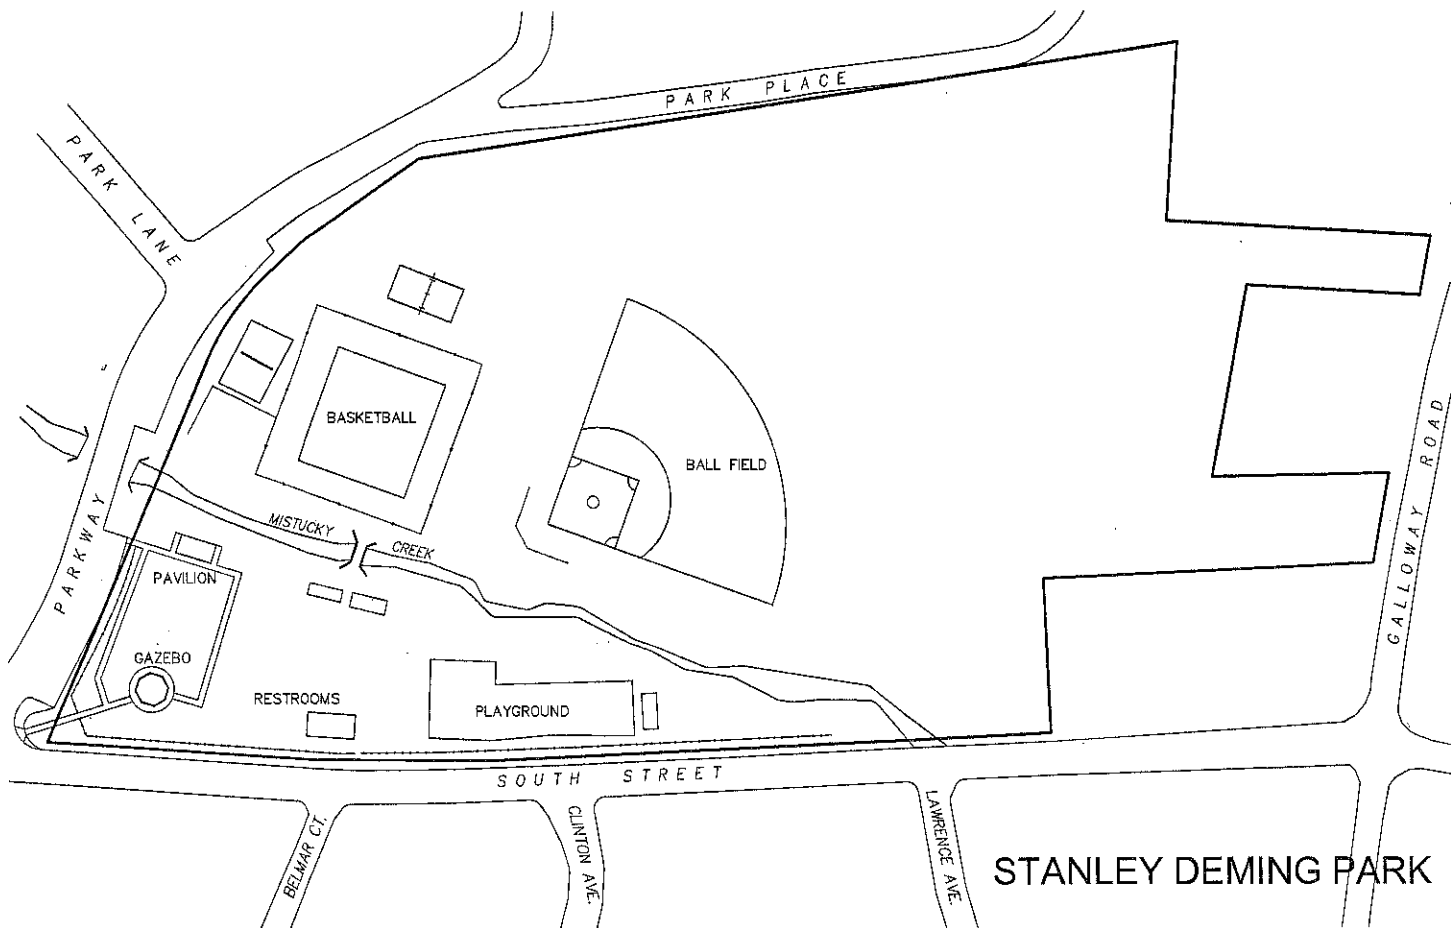 PARK PLACE
PARK LANE
BASKETBALL
BALL FIELD
GALLOWAY ROAD
PARKWAY
MISTUCKY
CREEK
PAVILION
GAZEBO
RESTROOMS
PLAYGROUND
SOUTH STREET
BELMAR CT.
CLINTON AVE.
LAWRENCE AVE.
STANLEY DEMING PARK